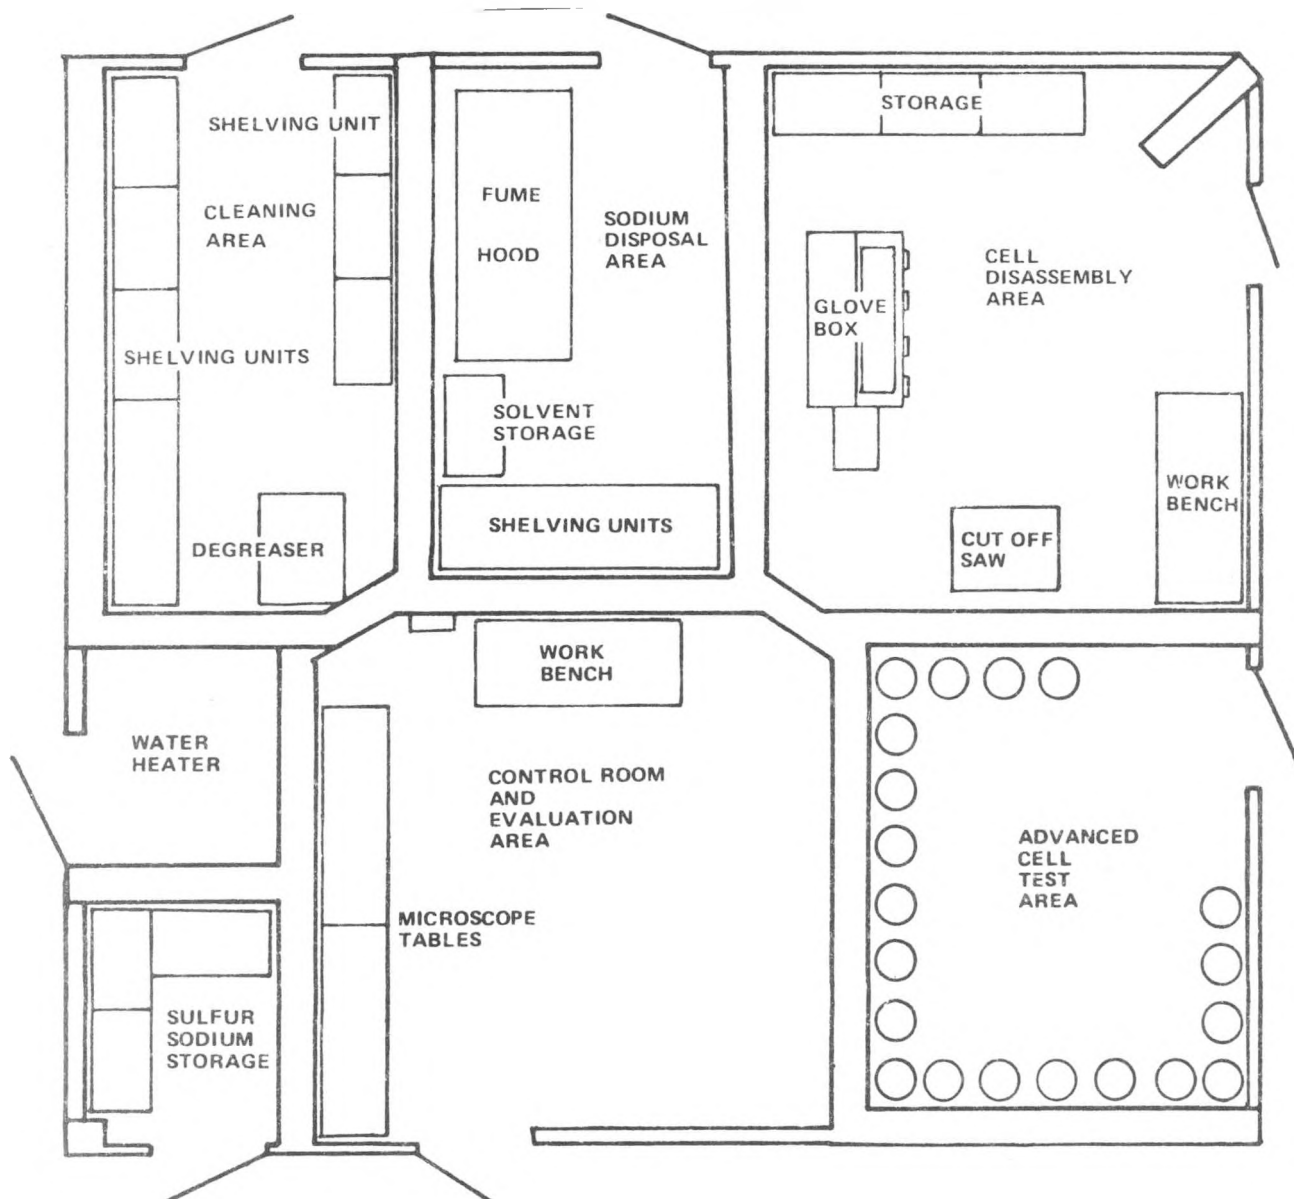 SHELVING UNIT
CLEANING
AREA
SHELVING UNITS
DEGREASER
FUME
HOOD
SODIUM
DISPOSAL
AREA
SOLVENT
STORAGE
SHELVING UNITS
STORAGE
CELL
DISASSEMBLY
AREA
GLOVE
BOX
WORK
BENCH
CUT OFF
SAW
WATER
HEATER
WORK
BENCH
CONTROL ROOM
AND
EVALUATION
AREA
MICROSCOPE
TABLES
ADVANCED
CELL
TEST
AREA
SULFUR
SODIUM
STORAGE